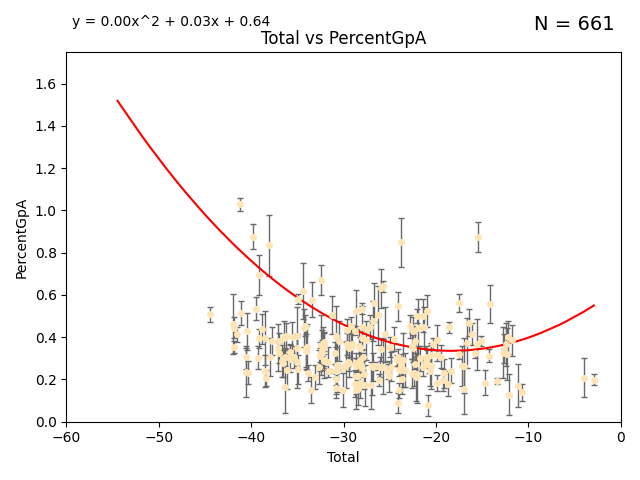 y = 0.00x^2 + 0.03x + 0.64
N = 661
Total vs PercentGpA
PercentGpA
1.6
1.4
1.2
1.0
0.8
0.6
0.4
0.2
0.0
−60 −50 −40 −30 −20 −10 0
Total